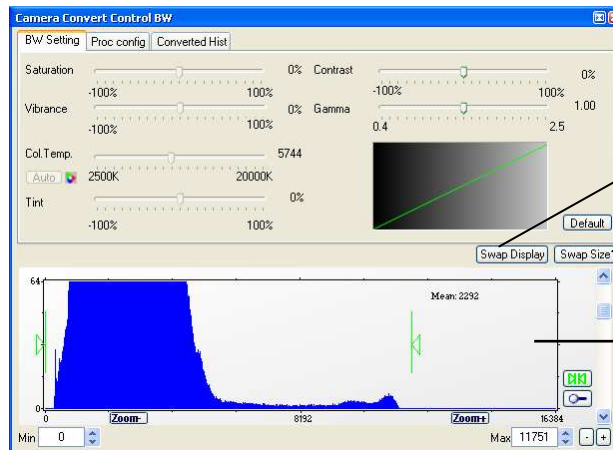 Camera Convert Control BW
BW Setting Proc config Converted Hist
Saturation 0% Contrast 0%
-100% 100% -100% 100%
Vibrance 0% Gamma 1.00
-100% 100% 0.4 2.5
Col.Temp. 5744
Auto 2500K 20000K
Tint 0%
-100% 100%
Default
Swap Display Swap Size
64
Mean: 2292
0
0 Zoom- 8192 Zoom+ 16384
Min 0 Max 11751 - +